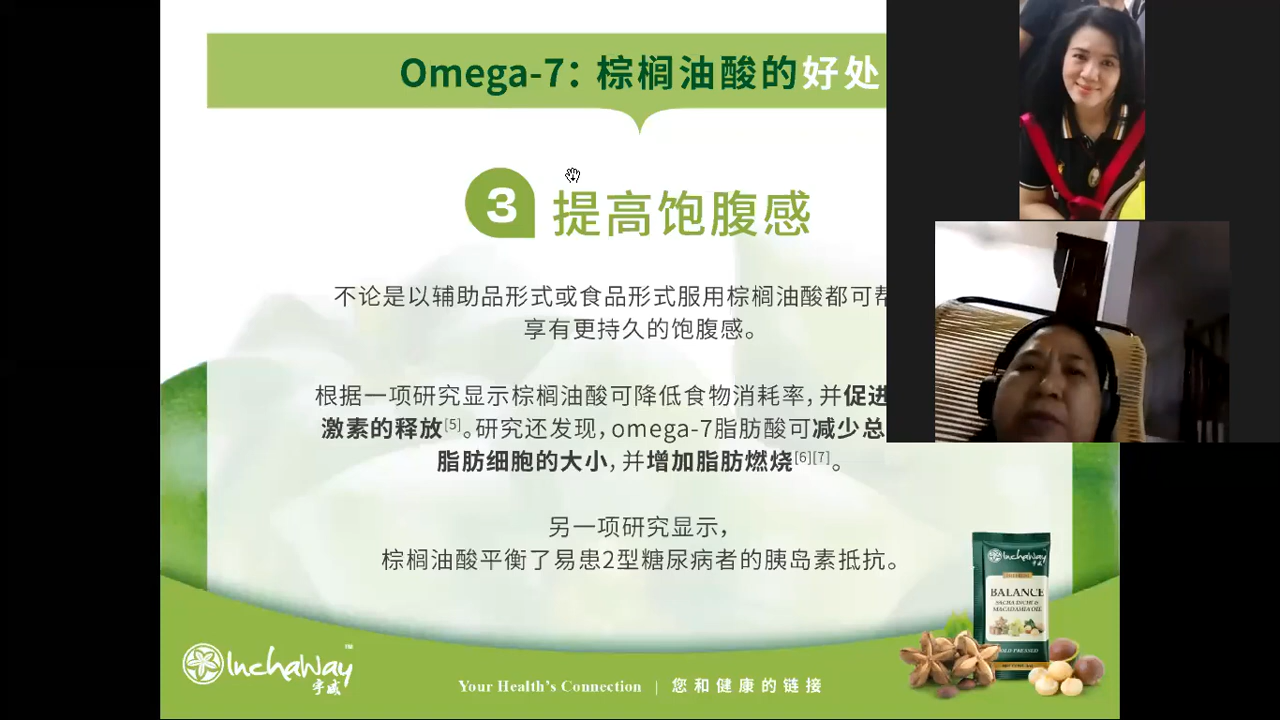 Omega-7：棕榈油酸的好处
3 提高饱腹感
不论是以辅助品形式或食品形式服用棕榈油酸都可帮
享有更持久的饱腹感。
根据一项研究显示棕榈油酸可降低食物消耗率，并促进
激素的释放[5]。研究还发现，omega-7脂肪酸可减少总
脂肪细胞的大小，并增加脂肪燃烧[6][7]。
另一项研究显示，
棕榈油酸平衡了易患2型糖尿病者的胰岛素抵抗。
InchaWay
BALANCE
SACHA INCHI &
MACADAMIA OIL
COLD-PRESSED
InchaWay™
宇威
Your Health's Connection | 您和健康的链接